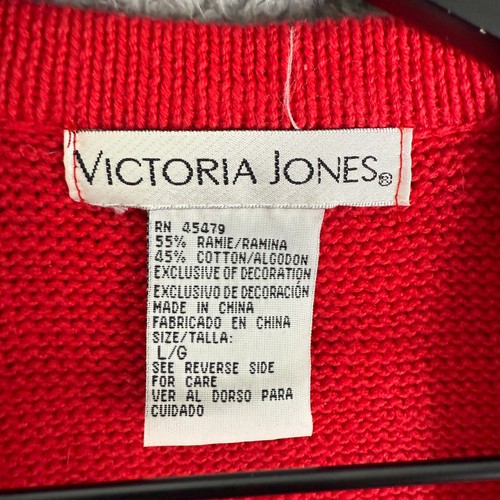 VICTORIA JONES®
RN 45479
55% RAMIE/RAMINA
45% COTTON/ALGODON
EXCLUSIVE OF DECORATION
EXCLUSIVO DE DECORACIÓN
MADE IN CHINA
FABRICADO EN CHINA
SIZE/TALLA:
L/G
SEE REVERSE SIDE
FOR CARE
VER AL DORSO PARA
CUIDADO